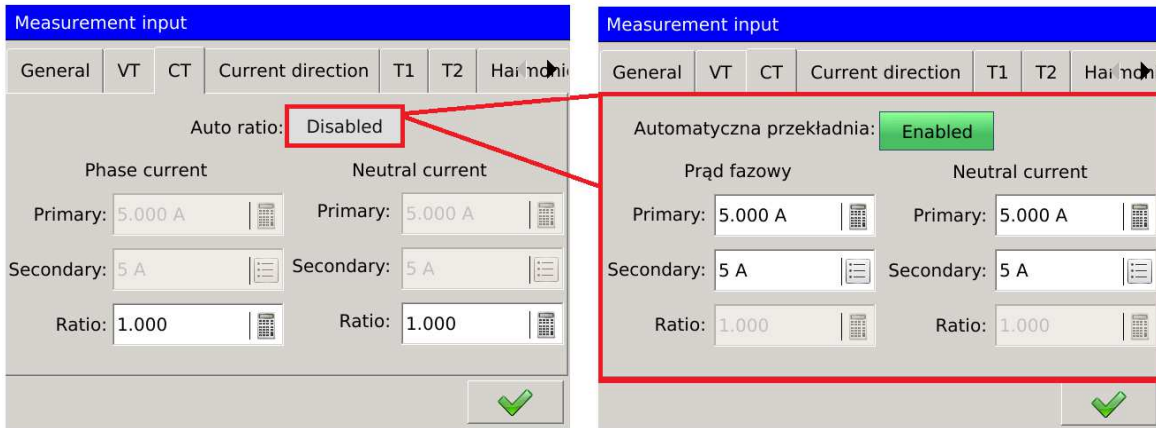 Measurement input
General VT CT Current direction T1 T2
Auto ratio: Disabled
Phase current Neutral current
Primary: 5.000 A Primary: 5.000 A
Secondary: 5 A Secondary: 5 A
Ratio: 1.000 Ratio: 1.000
Measurement input
General VT CT Current direction T1 T2
Automatyczna przekładnia: Enabled
Prąd fazowy Neutral current
Primary: 5.000 A Primary: 5.000 A
Secondary: 5 A Secondary: 5 A
Ratio: 1.000 Ratio: 1.000